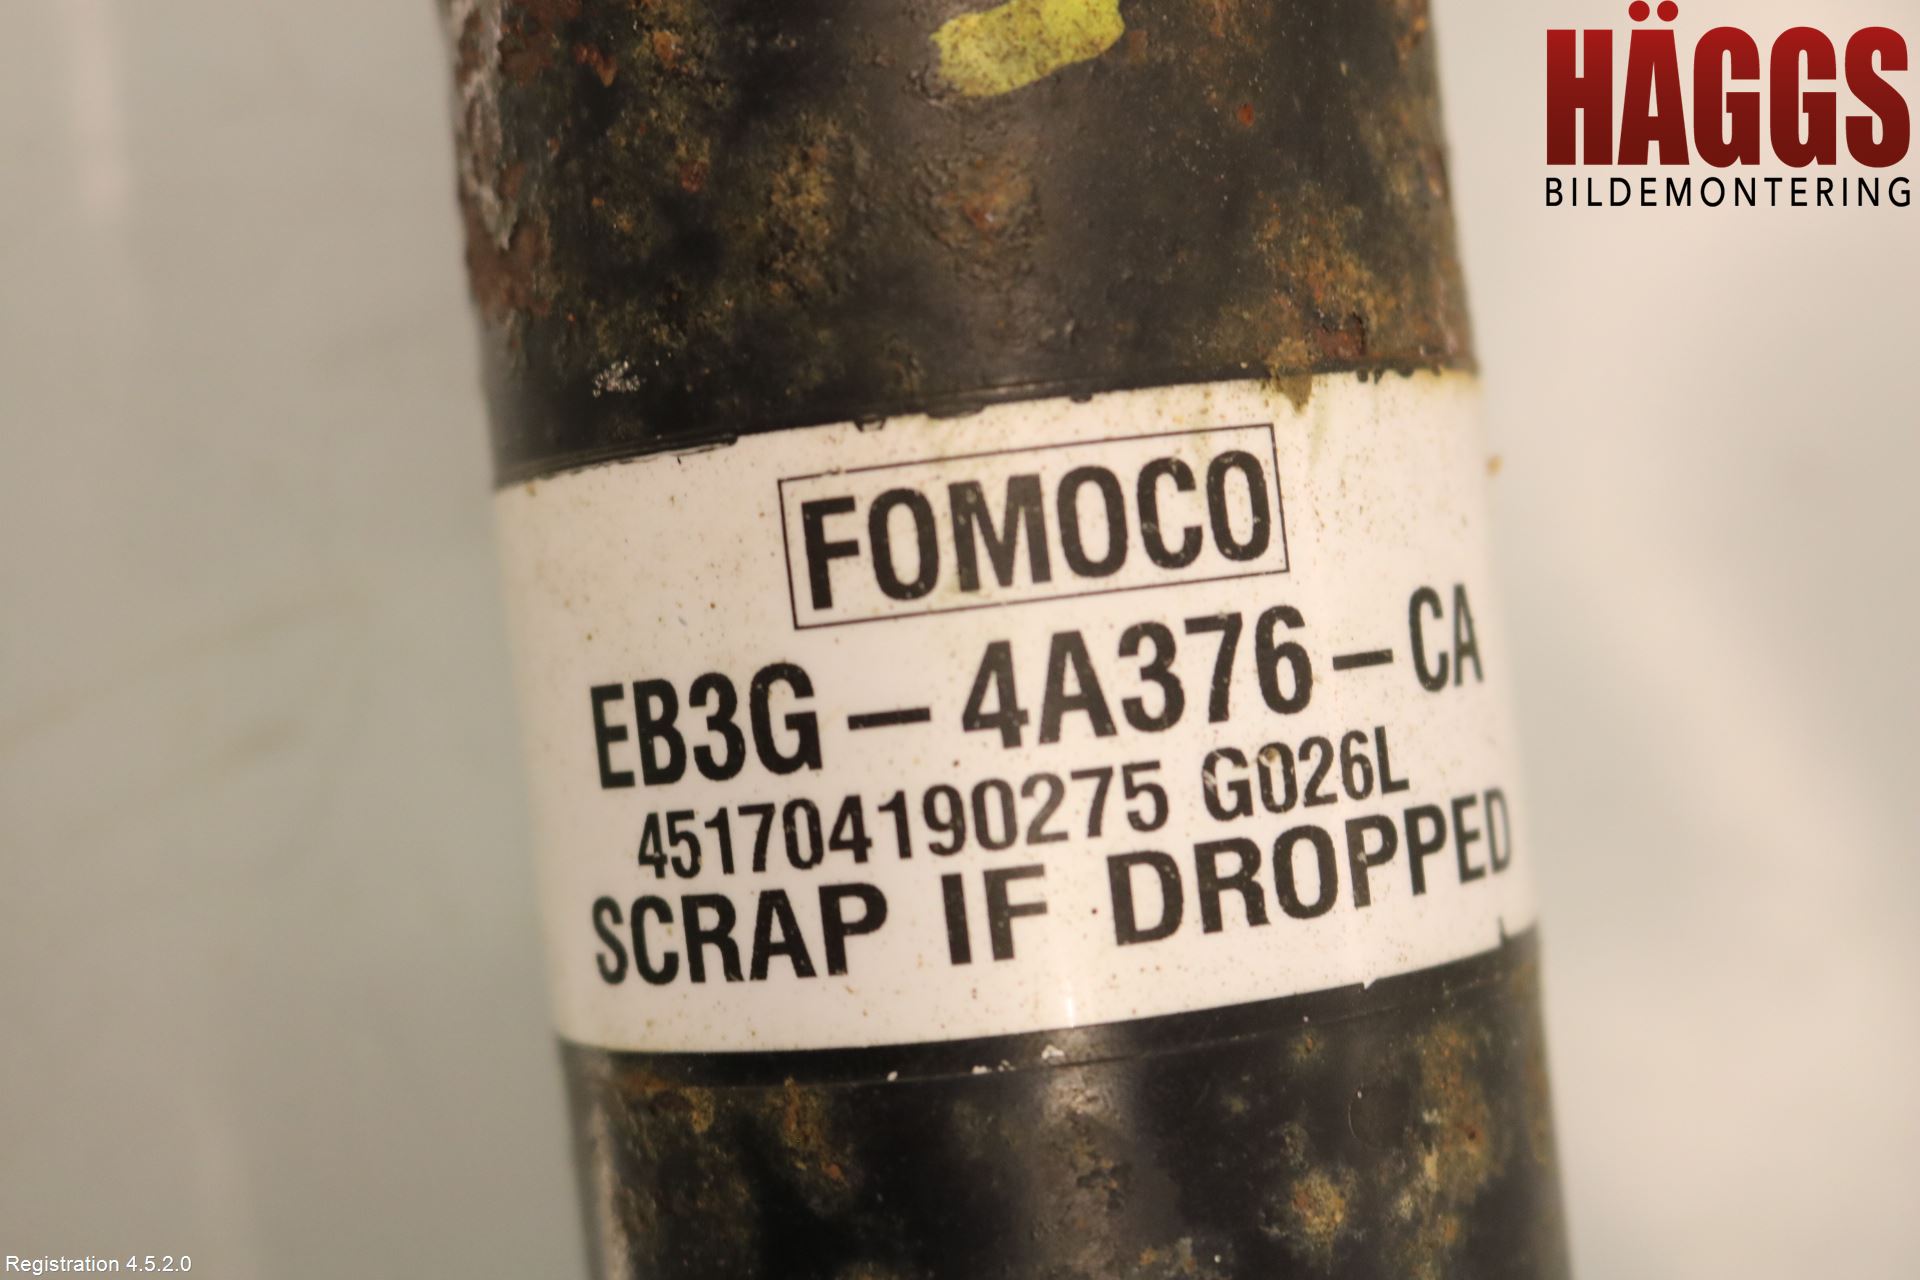 HÄGGS
BILDEMONTERING
FOMOCO
EB3G-4A376-CA
451704190275 G026L
SCRAP IF DROPPED
Registration 4.5.2.0